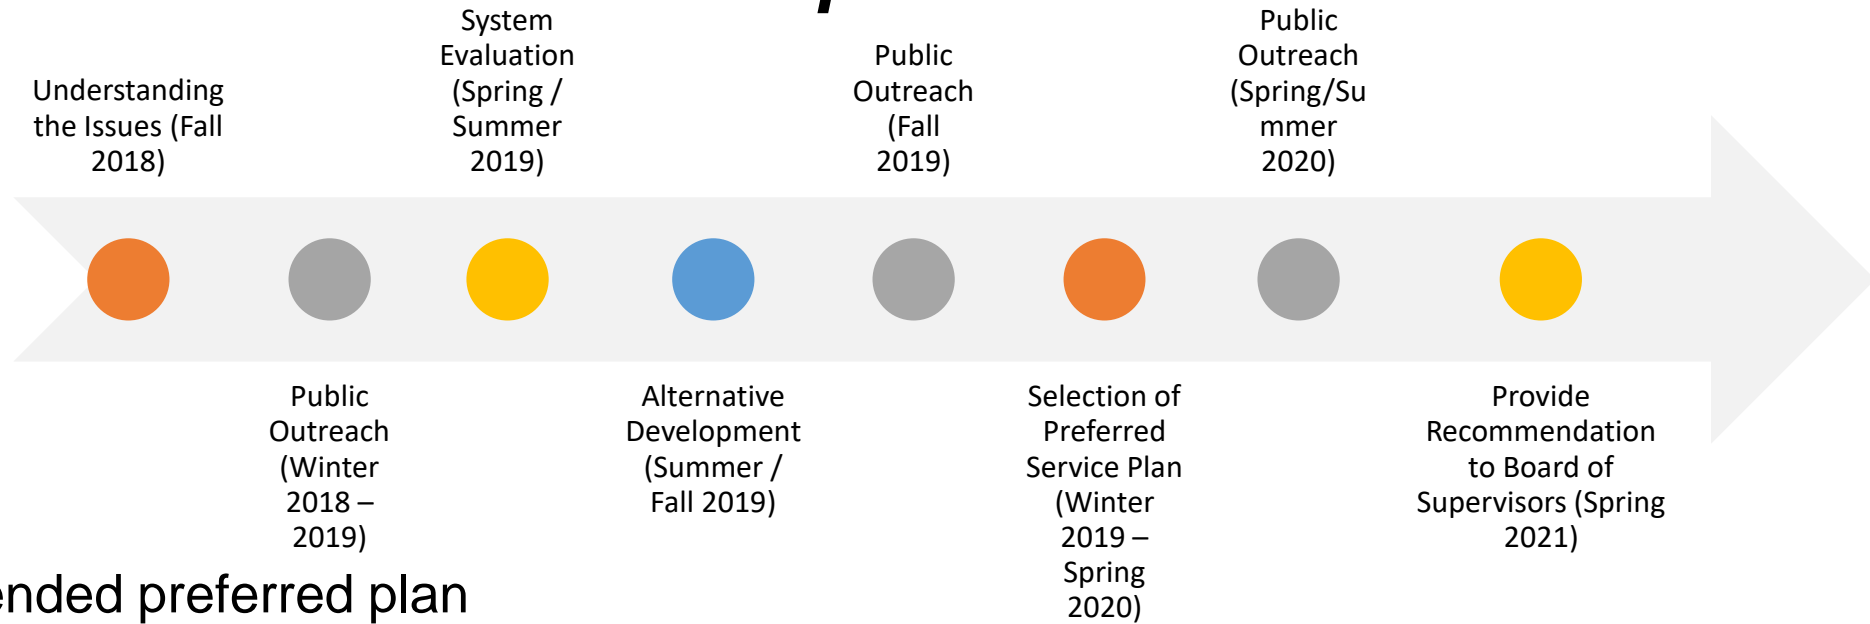 System
Evaluation
(Spring /
Summer
2019)
Public
Outreach
(Fall
2019)
Public
Outreach
(Spring/Su
mmer
2020)
Understanding
the Issues (Fall
2018)
Public
Outreach
(Winter
2018 –
2019)
Alternative
Development
(Summer /
Fall 2019)
Selection of
Preferred
Service Plan
(Winter
2019 –
Spring
2020)
Provide
Recommendation
to Board of
Supervisors (Spring
2021)
preferred plan